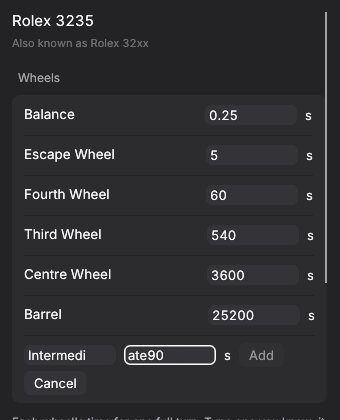 Rolex 3235
Also known as Rolex 32xx
Wheels
Balance 0.25 s
Escape Wheel 5 s
Fourth Wheel 60 s
Third Wheel 540 s
Centre Wheel 3600 s
Barrel 25200 s
Intermedi ate90 s Add
Cancel